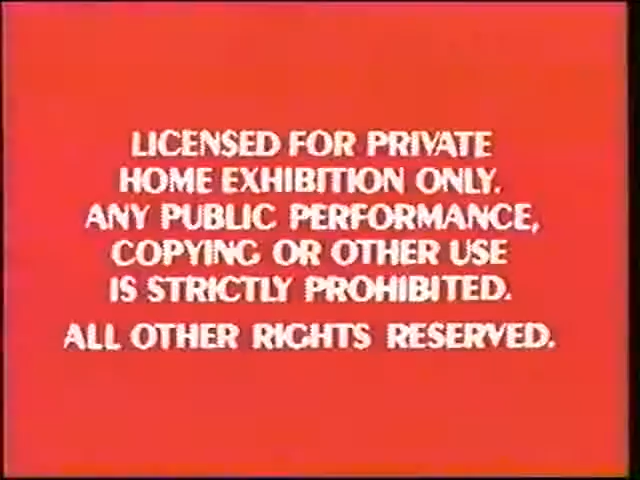 LICENSED FOR PRIVATE
HOME EXHIBITION ONLY.
ANY PUBLIC PERFORMANCE,
COPYING OR OTHER USE
IS STRICTLY PROHIBITED.
ALL OTHER RIGHTS RESERVED.